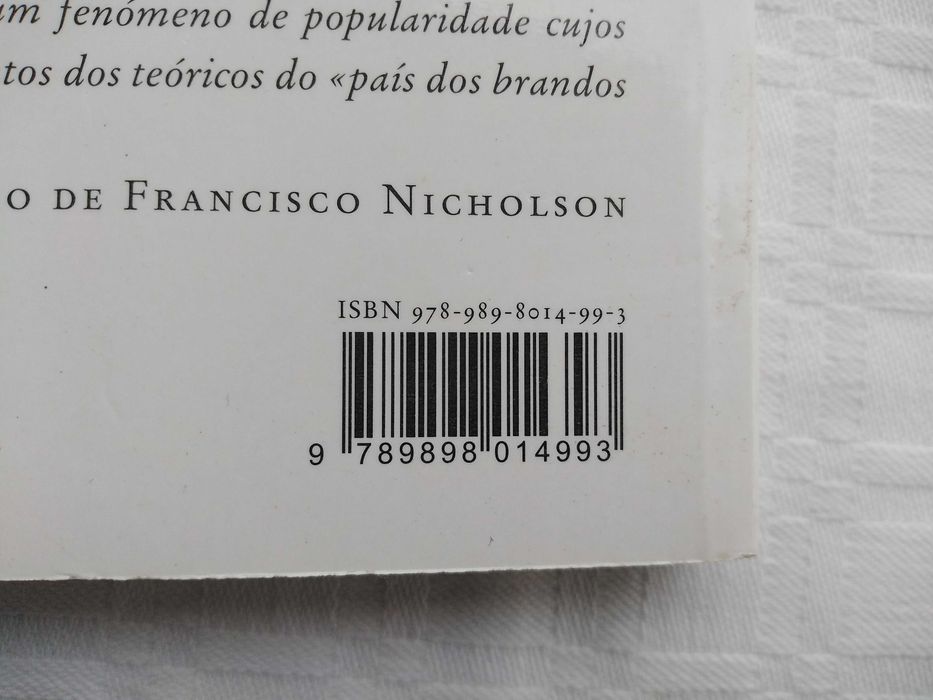 um fenómeno de popularidade cujos
tos dos teóricos do «país dos brandos
O DE FRANCISCO NICHOLSON
ISBN 978-989-8014-99-3
9 789898 014993